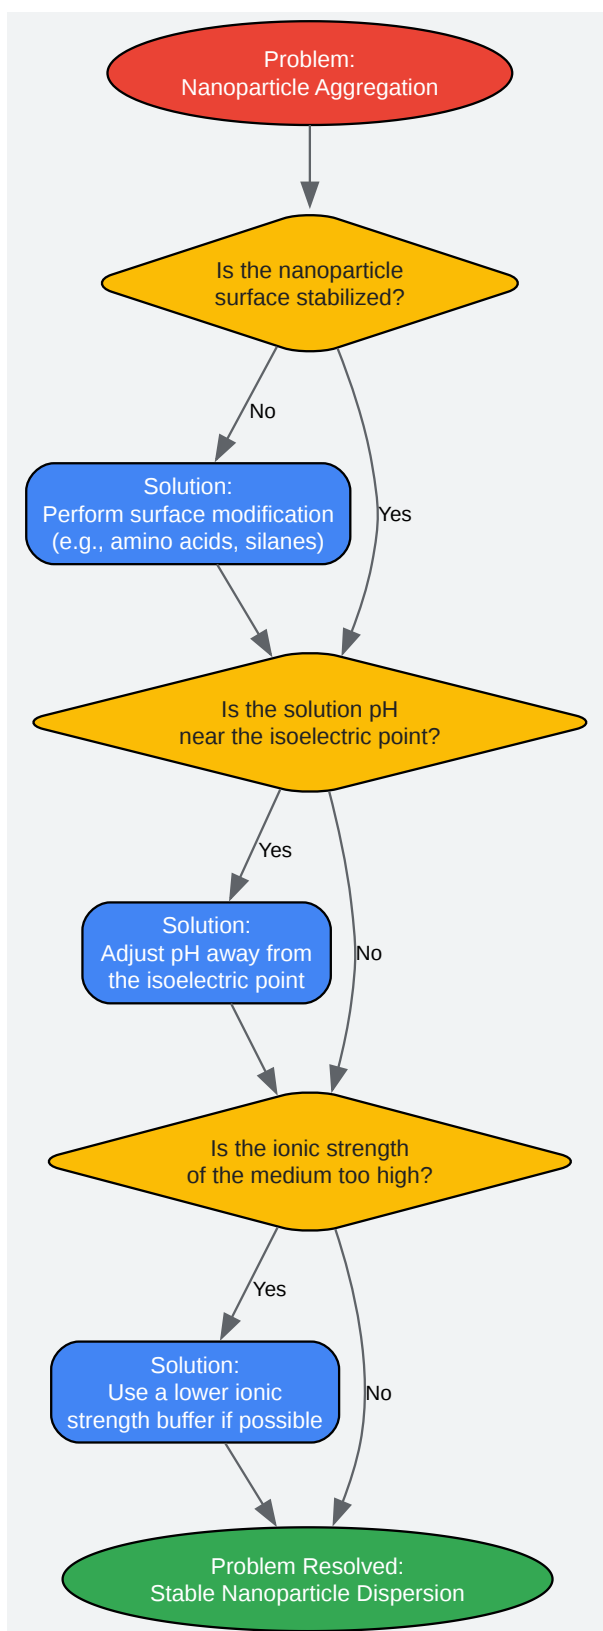 Problem:
Nanoparticle Aggregation
Is the nanoparticle
surface stabilized?
No
Solution:
Perform surface modification
(e.g., amino acids, silanes)
Yes
Is the solution pH
near the isoelectric point?
Yes
Solution:
Adjust pH away from
the isoelectric point
No
Is the ionic strength
of the medium too high?
Yes
Solution:
Use a lower ionic
strength buffer if possible
No
Problem Resolved:
Stable Nanoparticle Dispersion